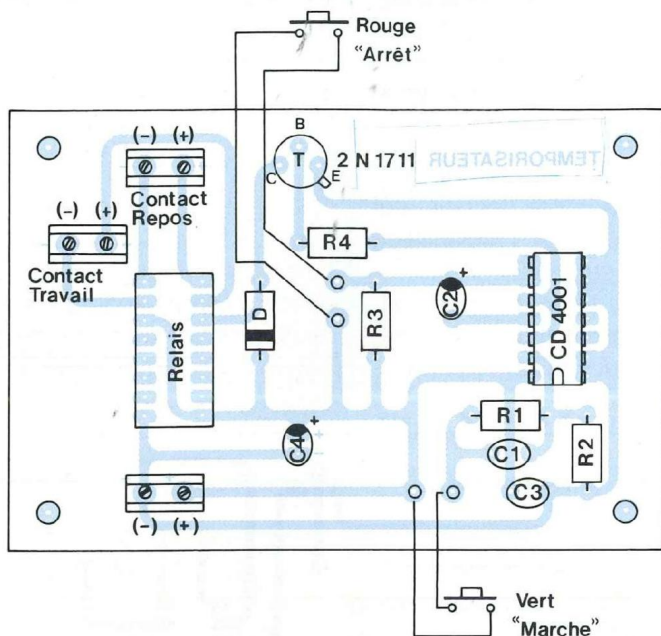 Rouge
"Arrêt"
(-) (+)
B
T
C
E
2 N 1711
TEMPORISATEUR
Contact
Repos
(-) (+)
Contact
Travail
R4
C2
+
CD 4001
Relais
D
R3
R1
C4
+
C1
R2
C3
(-) (+)
Vert
"Marche"